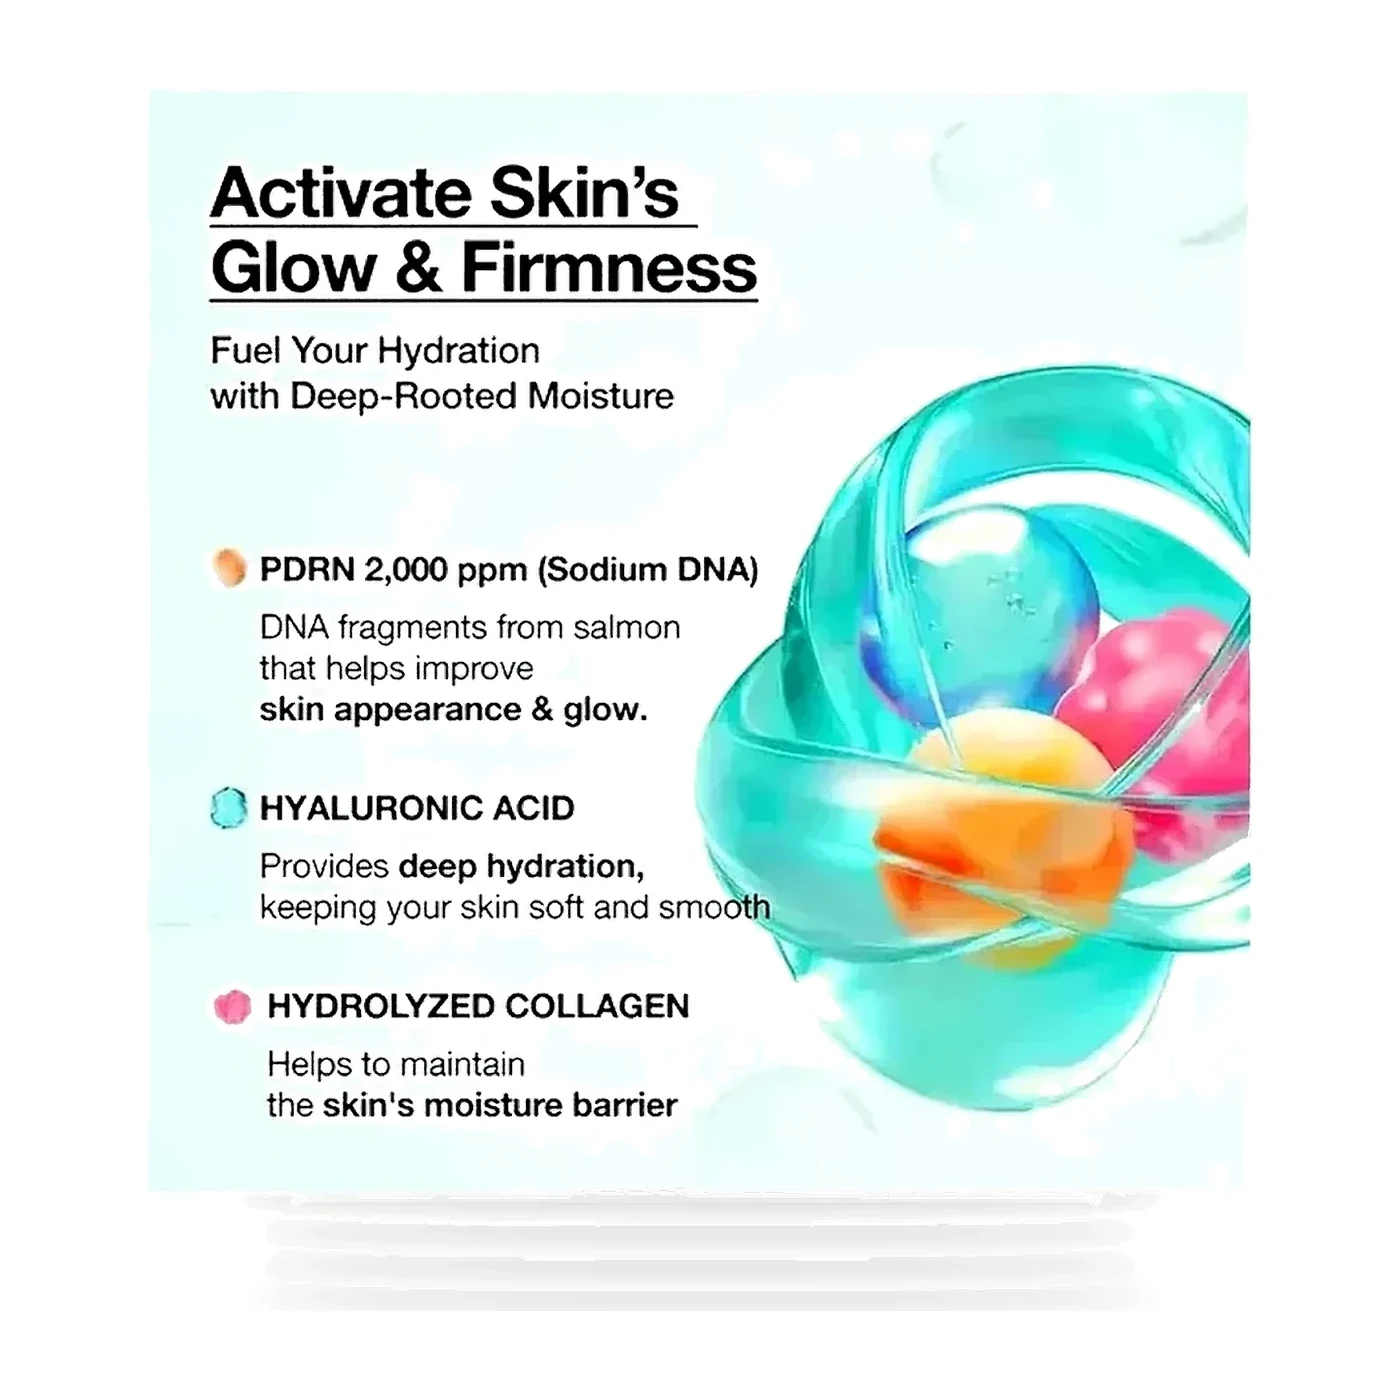 Activate Skin’s
Glow & Firmness
Fuel Your Hydration
with Deep-Rooted Moisture
PDRN 2,000 ppm (Sodium DNA)
DNA fragments from salmon
that helps improve
skin appearance & glow.
HYALURONIC ACID
Provides deep hydration,
keeping your skin soft and smooth
HYDROLYZED COLLAGEN
Helps to maintain
the skin's moisture barrier